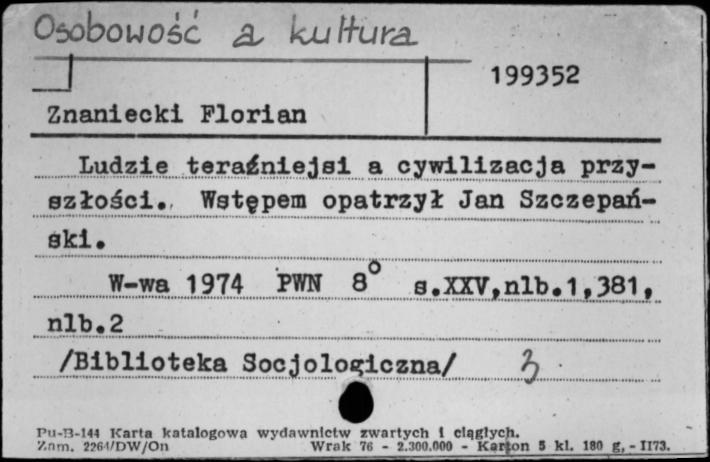 Osobowość a kultura
199352
Znaniecki Florian
Ludzie teraźniejsi a cywilizacja przy-
szłości. Wstępem opatrzył Jan Szczepań-
ski.
W-wa 1974 PWN 8° s.XXV,nlb.1,381,
nlb.2
/Biblioteka Socjologiczna/ 3
Pu-B-144 Karta katalogowa wydawnictw zwartych i ciągłych.
Zam. 2264/DW/On Wrak 76 - 2.300.000 - Karton 5 kl. 180 g, - II73.